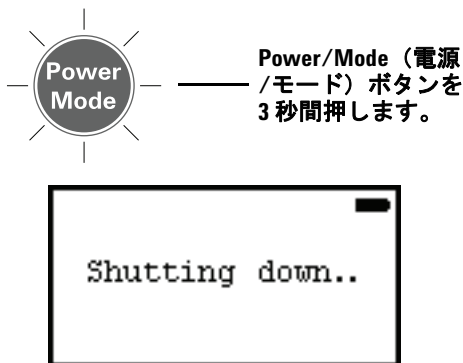 Power
Mode
Power/Mode（電源
/モード）ボタンを
3 秒間押します。
Shutting down..